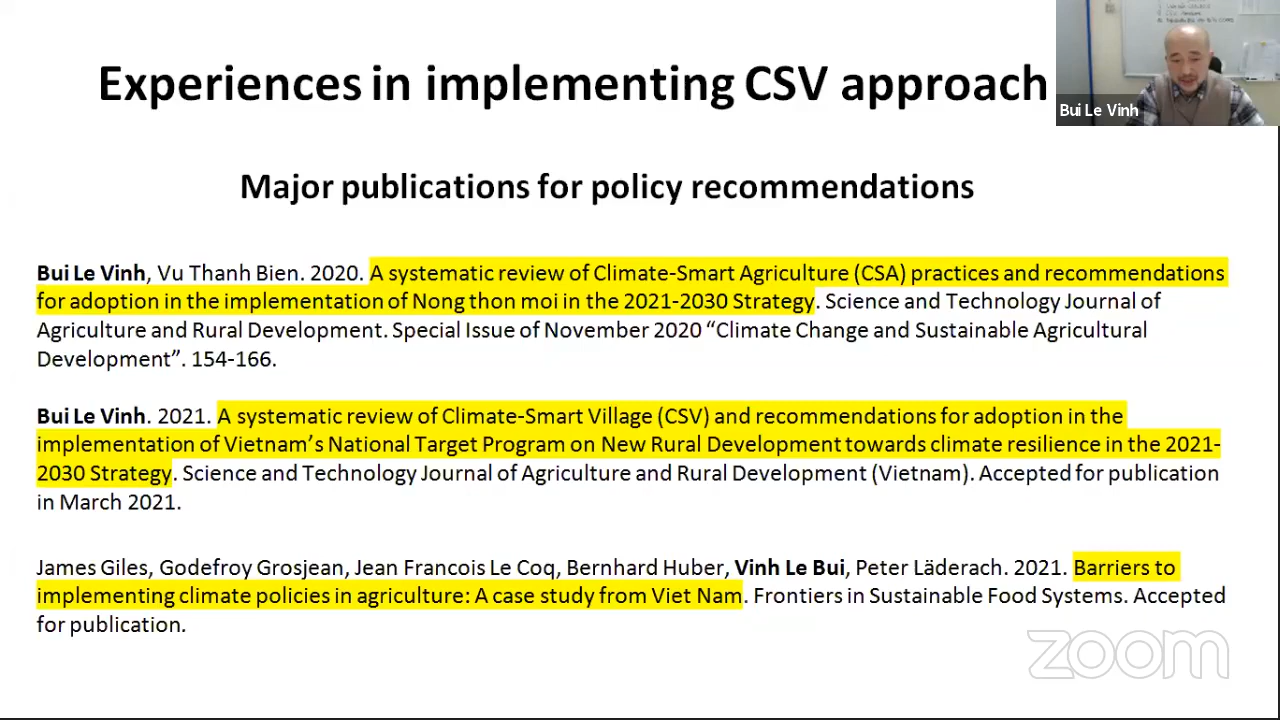 Experiences in implementing CSV approach
Bui Le Vinh
Major publications for policy recommendations
Bui Le Vinh, Vu Thanh Bien. 2020. A systematic review of Climate-Smart Agriculture (CSA) practices and recommendations
for adoption in the implementation of Nong thon moi in the 2021-2030 Strategy. Science and Technology Journal of
Agriculture and Rural Development. Special Issue of November 2020 “Climate Change and Sustainable Agricultural
Development”. 154-166.
Bui Le Vinh. 2021. A systematic review of Climate-Smart Village (CSV) and recommendations for adoption in the
implementation of Vietnam’s National Target Program on New Rural Development towards climate resilience in the 2021-
2030 Strategy. Science and Technology Journal of Agriculture and Rural Development (Vietnam). Accepted for publication
in March 2021.
James Giles, Godefroy Grosjean, Jean Francois Le Coq, Bernhard Huber, Vinh Le Bui, Peter Läderach. 2021. Barriers to
implementing climate policies in agriculture: A case study from Viet Nam. Frontiers in Sustainable Food Systems. Accepted
for publication.
zoom